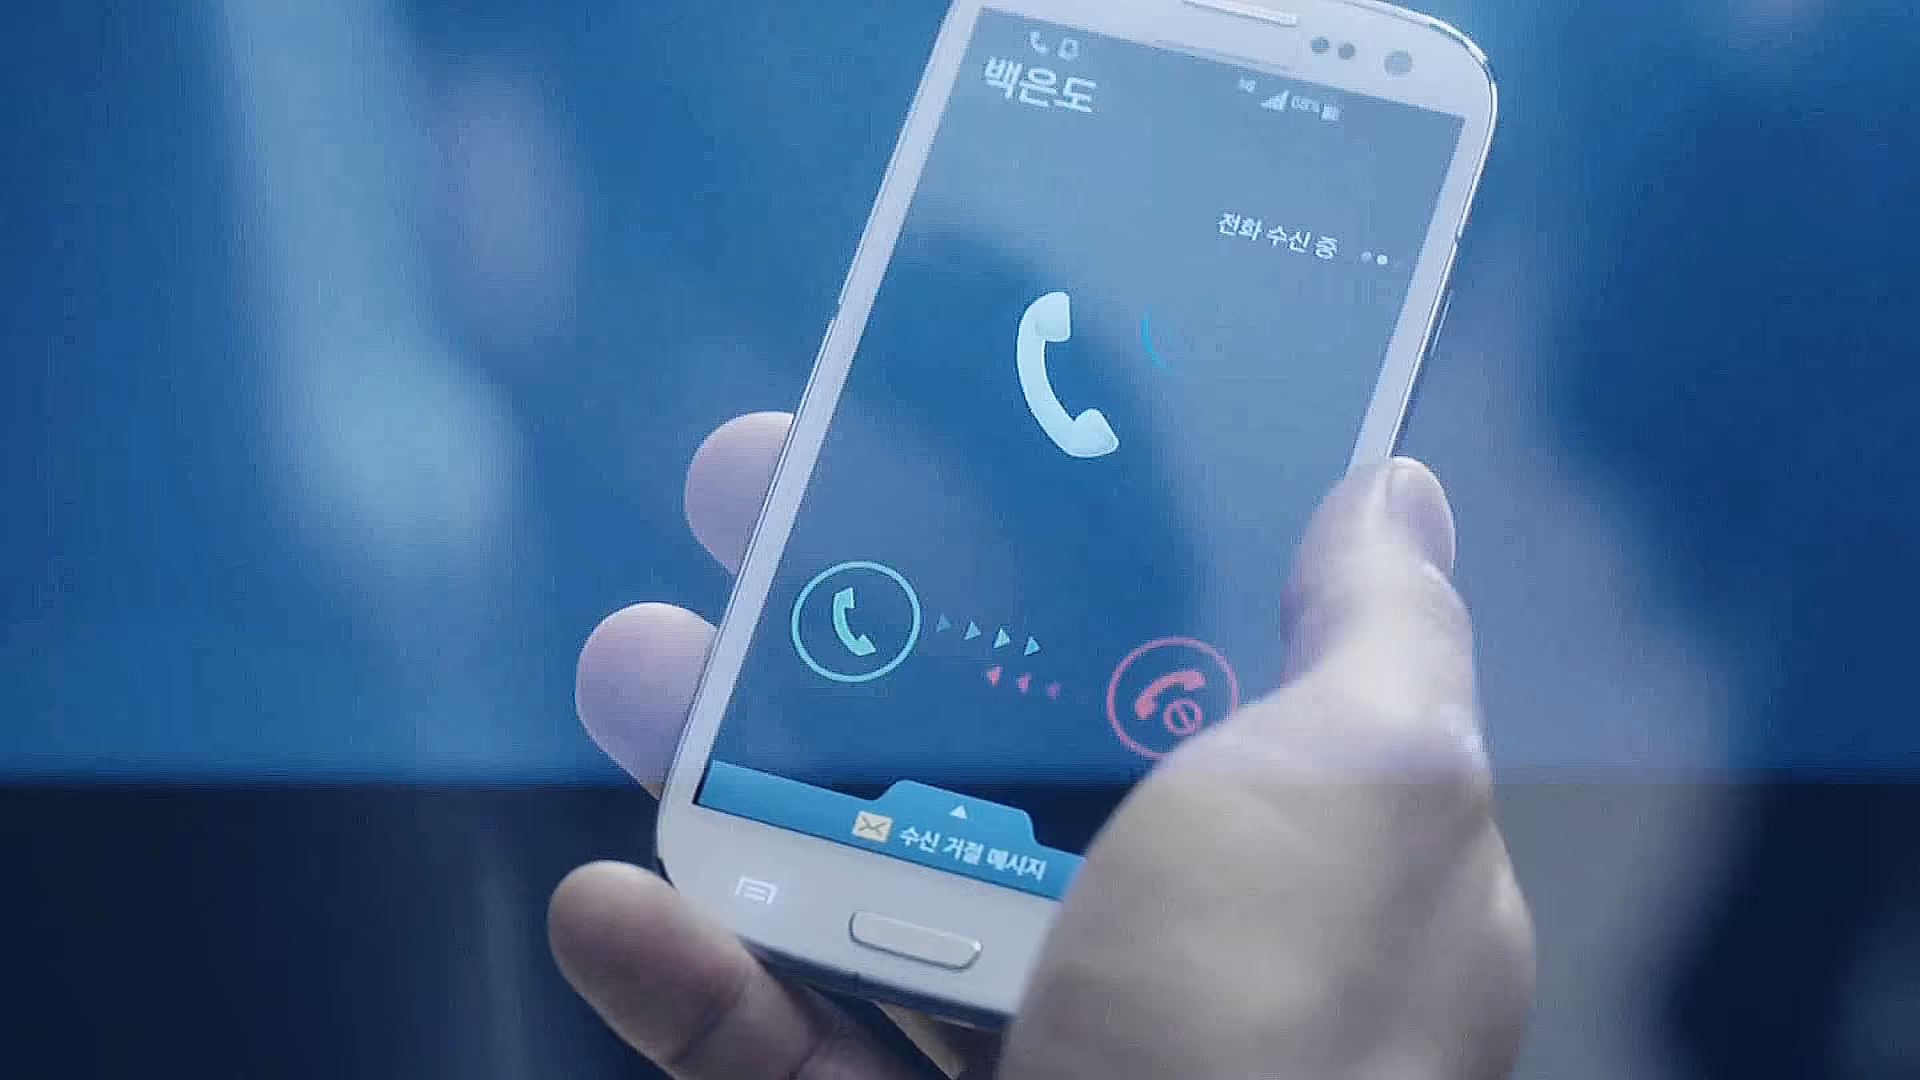 백은도
전화 수신 중
수신 거절 메시지